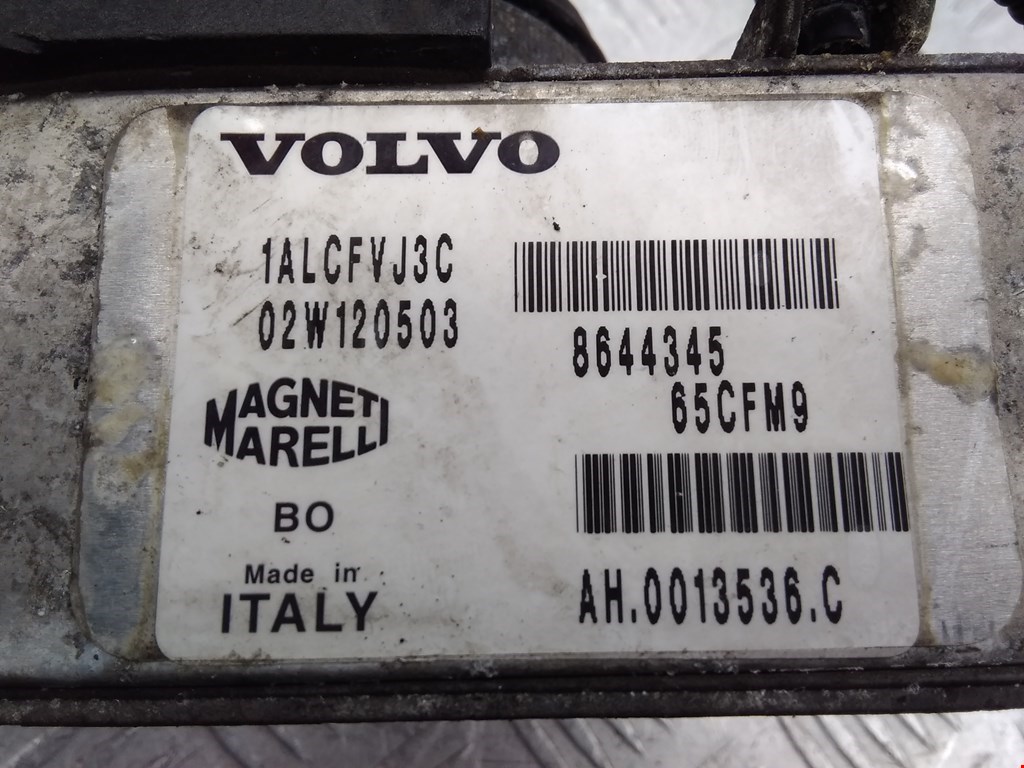 VOLVO
1ALCFVJ3C
02W120503
8644345
65CFM9
MAGNETI
MARELLI
BO
Made in
ITALY
AH.0013536.C